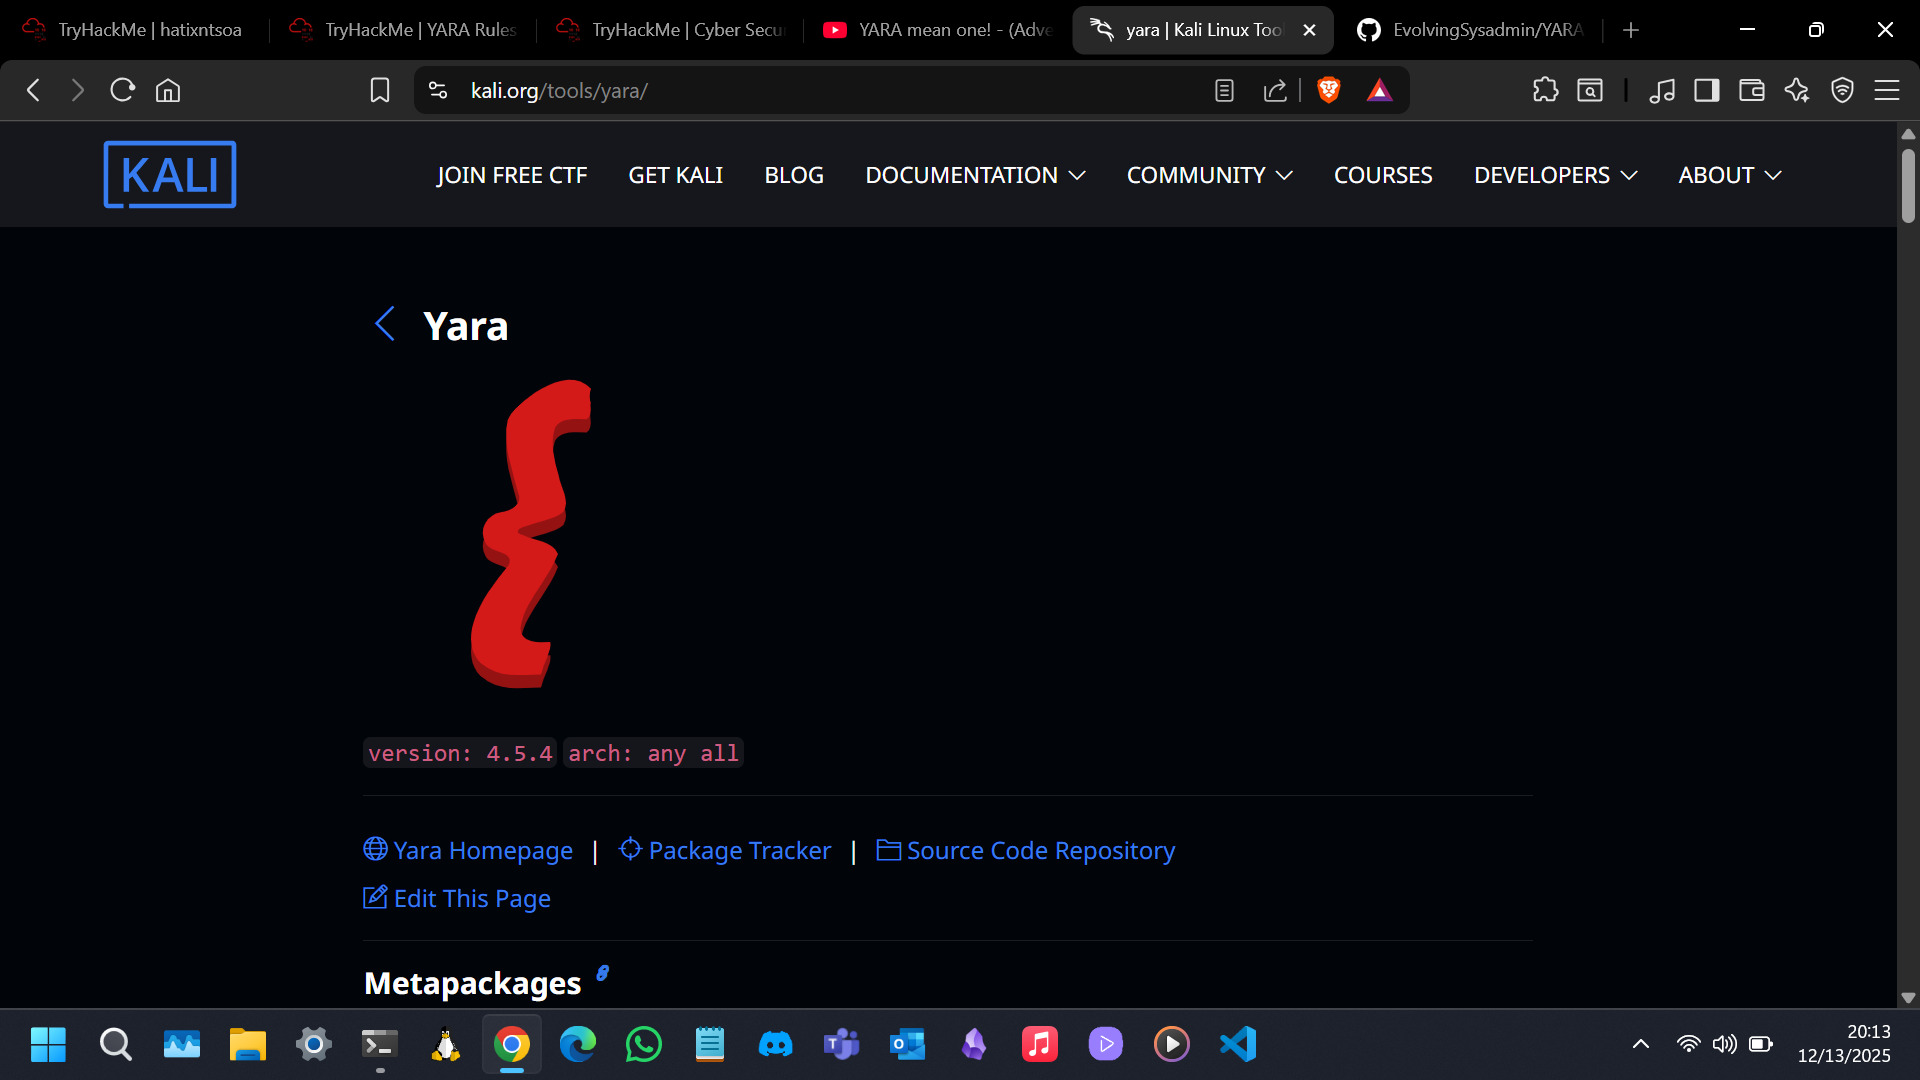 TryHackMe | hatixntsoa
TryHackMe | YARA Rules
TryHackMe | Cyber Secur
YARA mean one! - (Adve
yara | Kali Linux Tool
EvolvingSysadmin/YARA
kali.org/tools/yara/
KALI
JOIN FREE CTF
GET KALI
BLOG
DOCUMENTATION
COMMUNITY
COURSES
DEVELOPERS
ABOUT
Yara
version: 4.5.4 arch: any all
Yara Homepage | Package Tracker | Source Code Repository
Edit This Page
Metapackages
20:13
12/13/2025